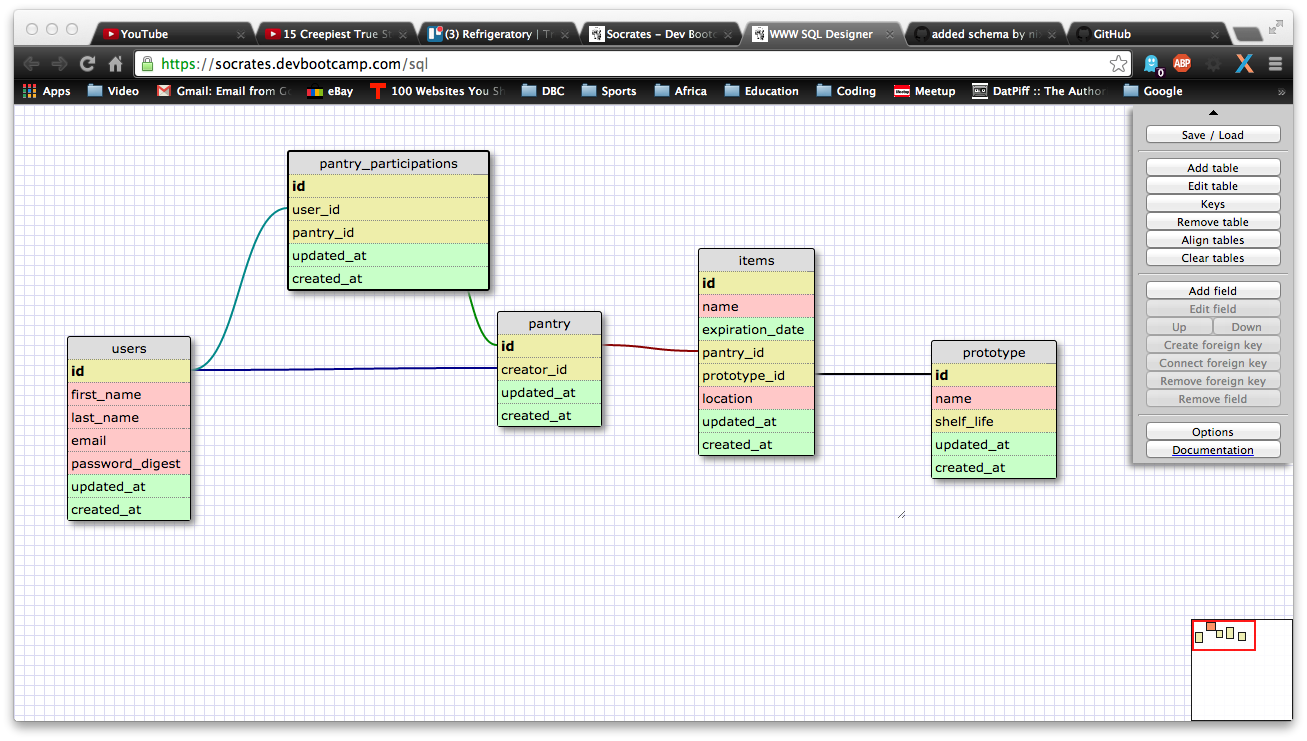 YouTube
15 Creepiest True St
(3) Refrigeratory | Tr
Socrates – Dev Bootc
WWW SQL Designer
added schema by ni
GitHub
https://socrates.devbootcamp.com/sql
0
ABP
Apps
Video
Gmail: Email from Go
eBay
100 Websites You Sh
DBC
Sports
Africa
Education
Coding
Meetup
DatPiff :: The Author
Google
»
Save / Load
Add table
Edit table
Keys
Remove table
Align tables
Clear tables
Add field
Edit field
Up Down
Create foreign key
Connect foreign key
Remove foreign key
Remove field
Options
Documentation
pantry_participations
id
user_id
pantry_id
updated_at
created_at
items
id
name
expiration_date
pantry_id
prototype_id
location
updated_at
created_at
pantry
id
creator_id
updated_at
created_at
users
id
first_name
last_name
email
password_digest
updated_at
created_at
prototype
id
name
shelf_life
updated_at
created_at